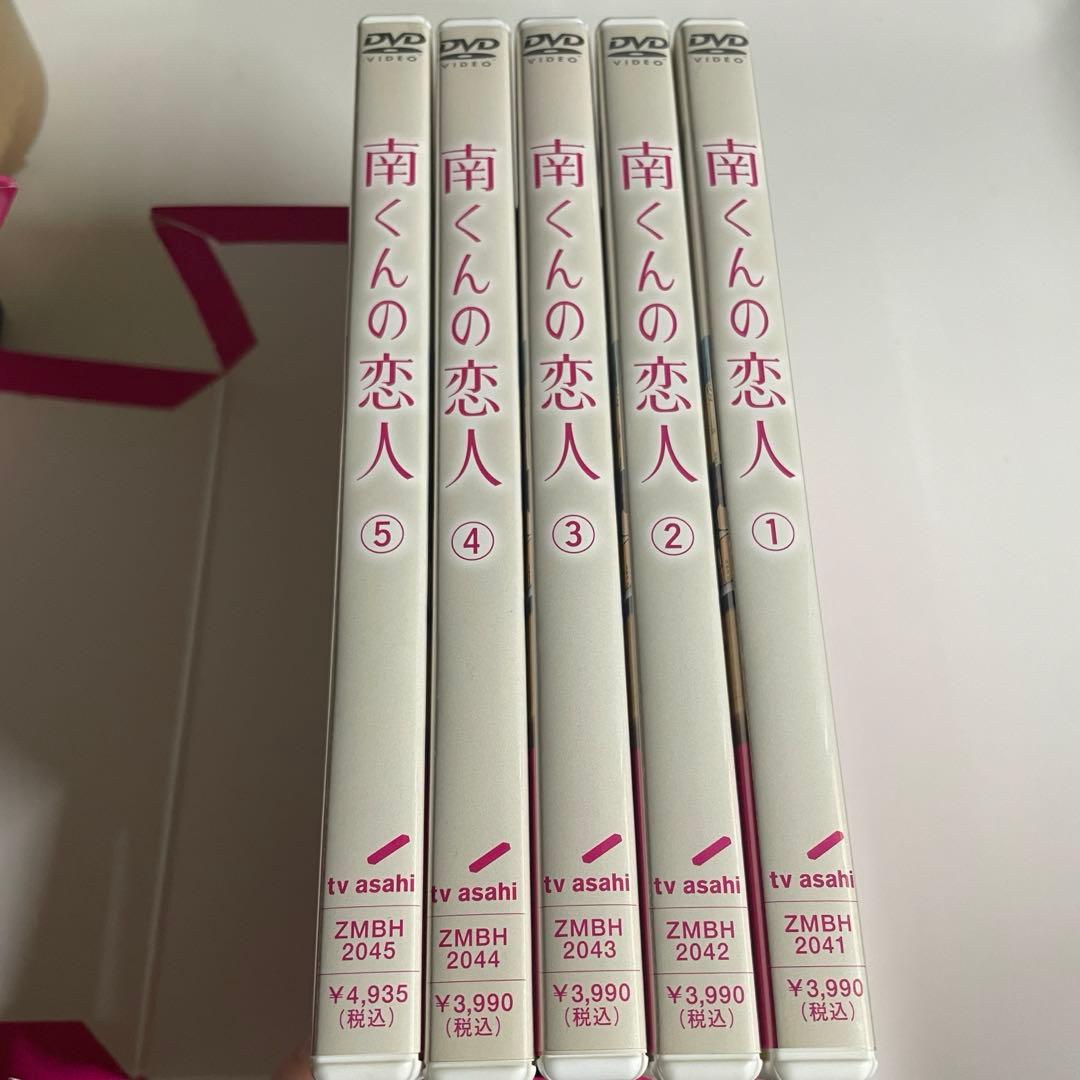 DVD
VIDEO
南くんの恋人
⑤
tv asahi
ZMBH
2045
¥4,935
(税込)
DVD
VIDEO
南くんの恋人
④
tv asahi
ZMBH
2044
¥3,990
(税込)
DVD
VIDEO
南くんの恋人
③
tv asahi
ZMBH
2043
¥3,990
(税込)
DVD
VIDEO
南くんの恋人
②
tv asahi
ZMBH
2042
¥3,990
(税込)
DVD
VIDEO
南くんの恋人
①
tv asahi
ZMBH
2041
¥3,990
(税込)